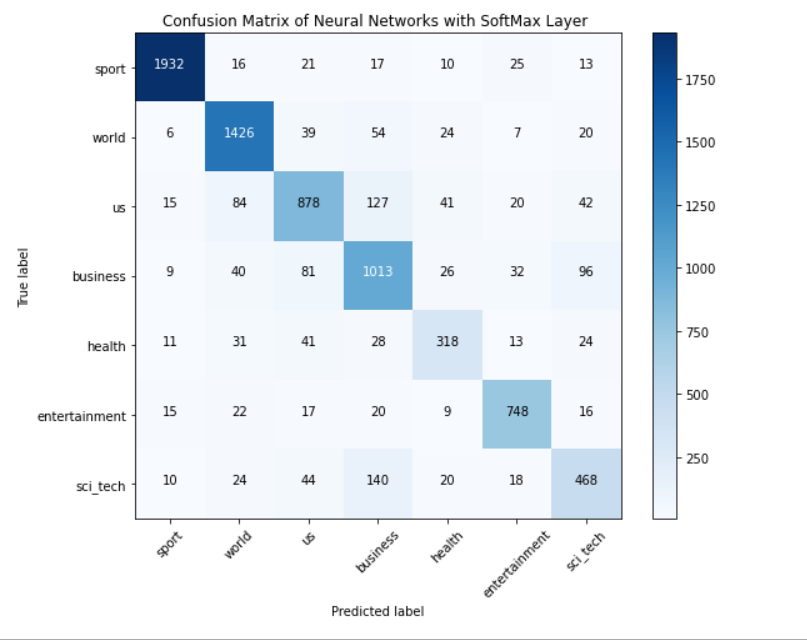 Confusion Matrix of Neural Networks with SoftMax Layer
sport 1932 16 21 17 10 25 13
world 6 1426 39 54 24 7 20
us 15 84 878 127 41 20 42
business 9 40 81 1013 26 32 96
health 11 31 41 28 318 13 24
entertainment 15 22 17 20 9 748 16
sci_tech 10 24 44 140 20 18 468
sport world us business health entertainment sci_tech
Predicted label
True label
1750
1500
1250
1000
750
500
250